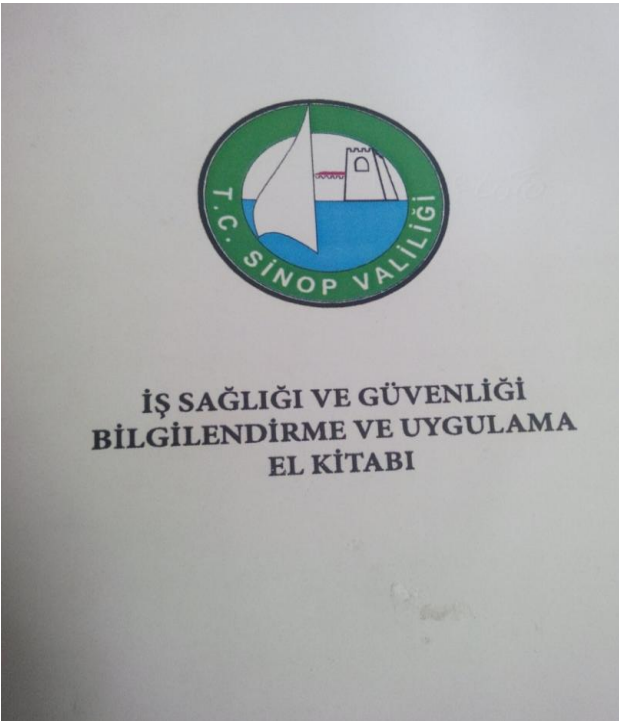 T.C. SİNOP VALİLİĞİ
İŞ SAĞLIĞI VE GÜVENLİĞİ
BİLGİLENDİRME VE UYGULAMA
EL KİTABI